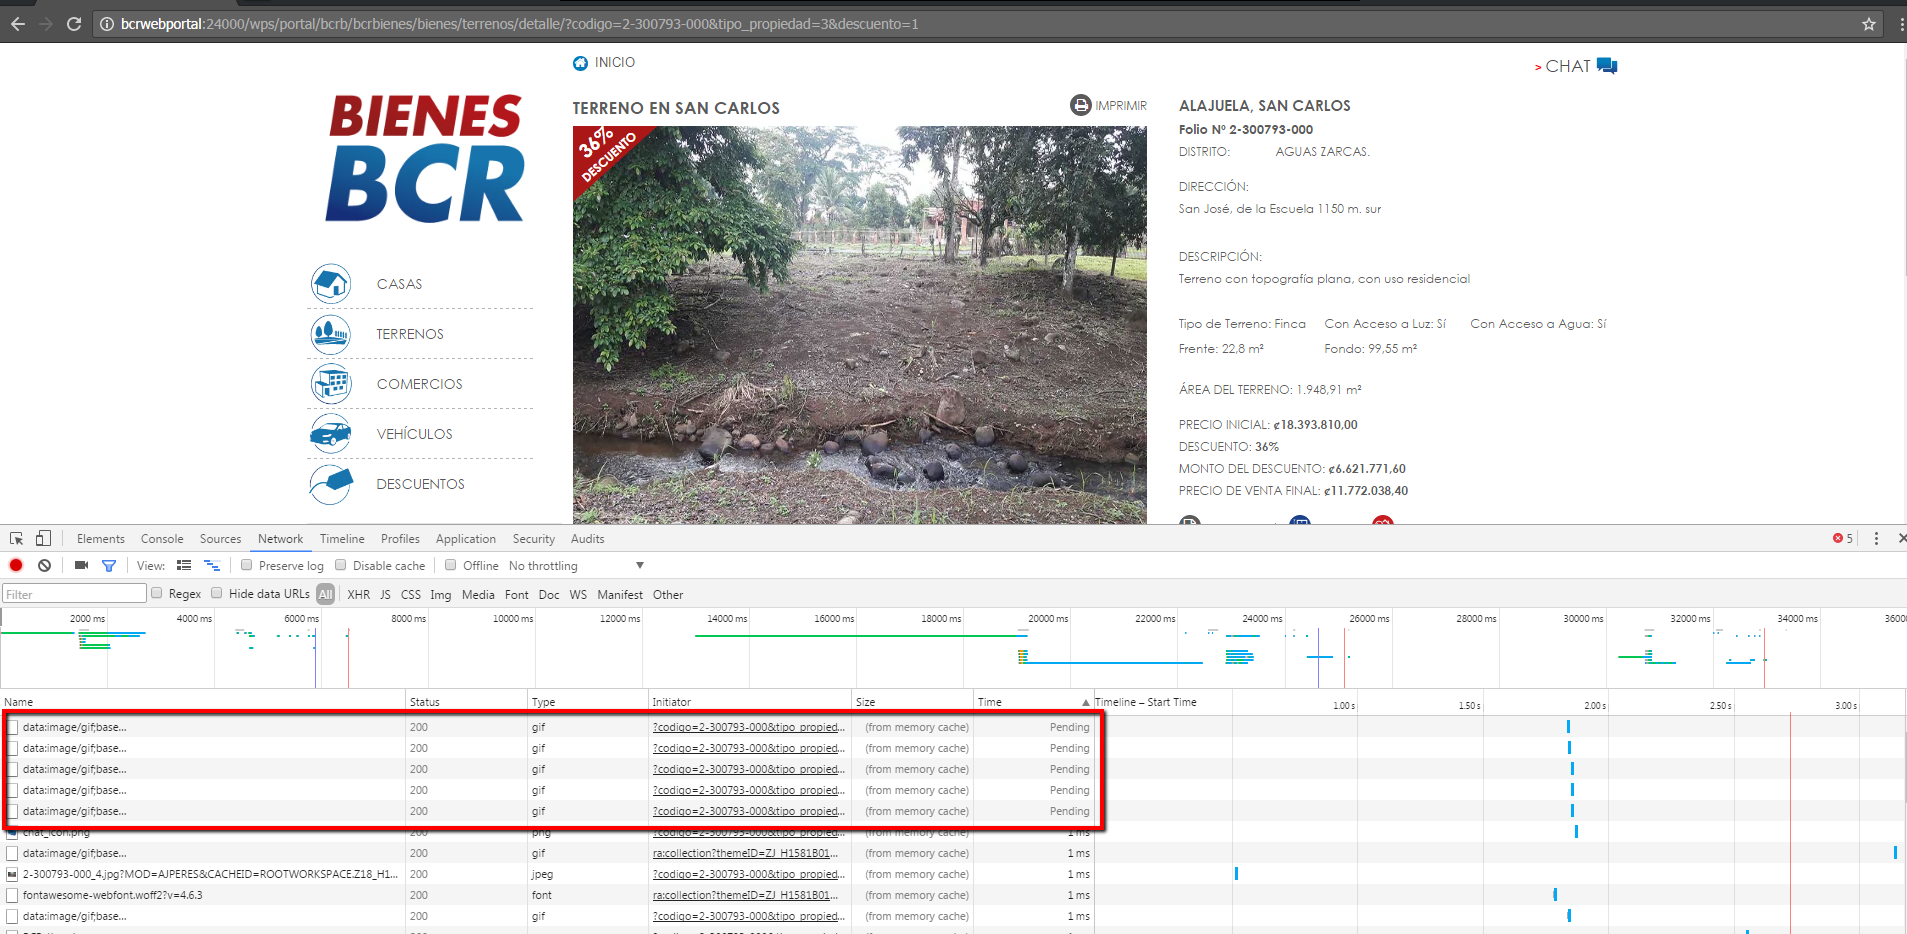 bcrwebportal:24000/wps/portal/bcrb/bcrbienes/bienes/terrenos/detalle/?codigo=2-300793-000&tipo_propiedad=3&descuento=1
INICIO
> CHAT
BIENES
BCR
CASAS
TERRENOS
COMERCIOS
VEHÍCULOS
DESCUENTOS
TERRENO EN SAN CARLOS
IMPRIMIR
36%
DESCUENTO
ALAJUELA, SAN CARLOS
Folio Nº 2-300793-000
DISTRITO: AGUAS ZARCAS.
DIRECCIÓN:
San José, de la Escuela 1150 m. sur
DESCRIPCIÓN:
Terreno con topografía plana, con uso residencial
Tipo de Terreno: Finca Con Acceso a Luz: Sí Con Acceso a Agua: Sí
Frente: 22,8 m² Fondo: 99,55 m²
ÁREA DEL TERRENO: 1.948,91 m²
PRECIO INICIAL: ¢18.393.810,00
DESCUENTO: 36%
MONTO DEL DESCUENTO: ¢6.621.771,60
PRECIO DE VENTA FINAL: ¢11.772.038,40
Elements Console Sources Network Timeline Profiles Application Security Audits 5
View: Preserve log Disable cache Offline No throttling
Filter Regex Hide data URLs All XHR JS CSS Img Media Font Doc WS Manifest Other
2000 ms 4000 ms 6000 ms 8000 ms 10000 ms 12000 ms 14000 ms 16000 ms 18000 ms 20000 ms 22000 ms 24000 ms 26000 ms 28000 ms 30000 ms 32000 ms 34000 ms 3600
Name Status Type Initiator Size Time Timeline – Start Time 1.00 s 1.50 s 2.00 s 2.50 s 3.00 s
data:image/gif;base... 200 gif ?codigo=2-300793-000&tipo_propied... (from memory cache) Pending
data:image/gif;base... 200 gif ?codigo=2-300793-000&tipo_propied... (from memory cache) Pending
data:image/gif;base... 200 gif ?codigo=2-300793-000&tipo_propied... (from memory cache) Pending
data:image/gif;base... 200 gif ?codigo=2-300793-000&tipo_propied... (from memory cache) Pending
data:image/gif;base... 200 gif ?codigo=2-300793-000&tipo_propied... (from memory cache) Pending
chat_icon.png 200 png ?codigo=2-300793-000&tipo_propied... (from memory cache) 1 ms
data:image/gif;base... 200 gif ra:collection?themeID=ZJ_H1581B01... (from memory cache) 1 ms
2-300793-000_4.jpg?MOD=AJPERES&CACHEID=ROOTWORKSPACE.Z18_H1... 200 jpeg ?codigo=2-300793-000&tipo_propied... (from memory cache) 1 ms
fontawesome-webfont.woff2?v=4.6.3 200 font ra:collection?themeID=ZJ_H1581B01... (from memory cache) 1 ms
data:image/gif;base... 200 gif ?codigo=2-300793-000&tipo_propied... (from memory cache) 1 ms